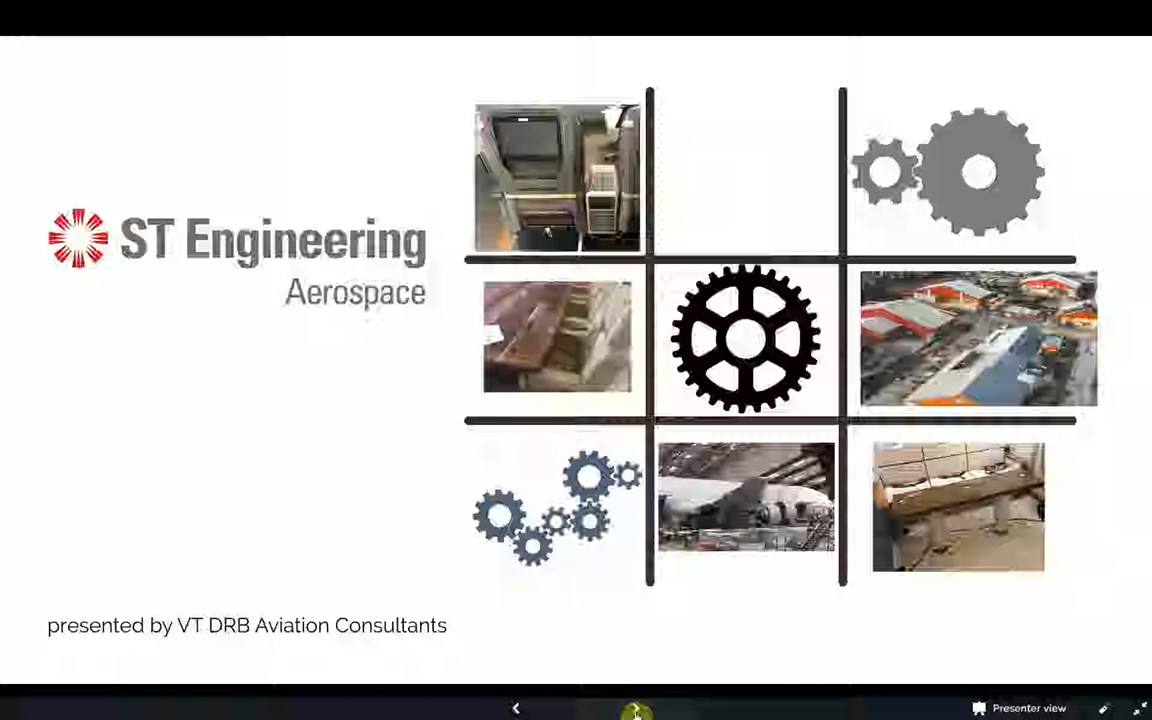 ST Engineering
Aerospace
presented by VT DRB Aviation Consultants
Presenter view